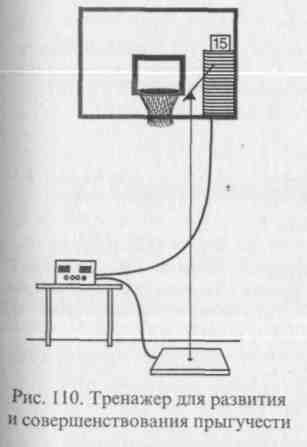 15
Рис. 110. Тренажер для развития
и совершенствования прыгучести